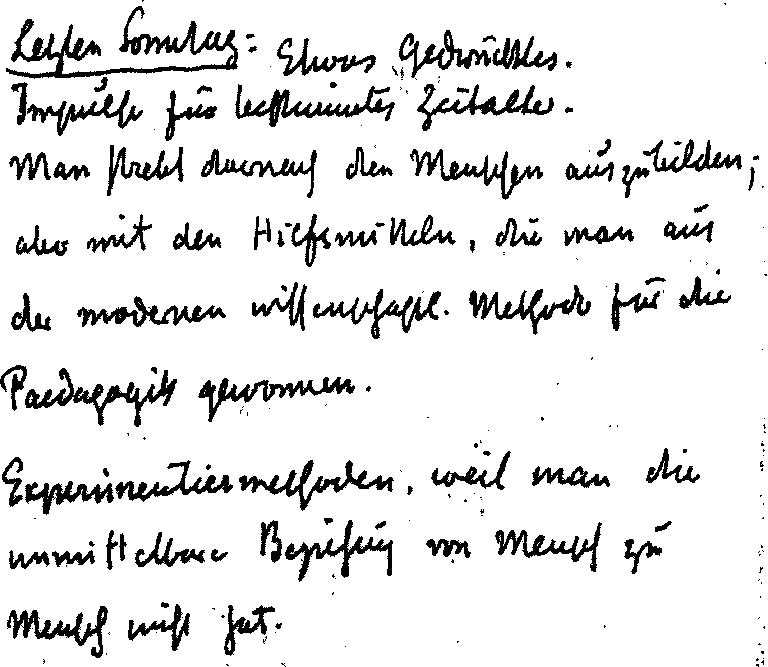 Letzten Sonntag: Etwas Gedrücktes.
Impulse für bestimmtes Zeitalter.
Man strebt darnach den Menschen auszubilden;
aber mit den Hilfsmitteln, die man aus
der modernen wissenschaftl. Methode für die
Paedagogik gewonnen.
Experimentiermethoden, weil man die
unmittelbare Beziehung von Mensch zu
Mensch nicht hat.